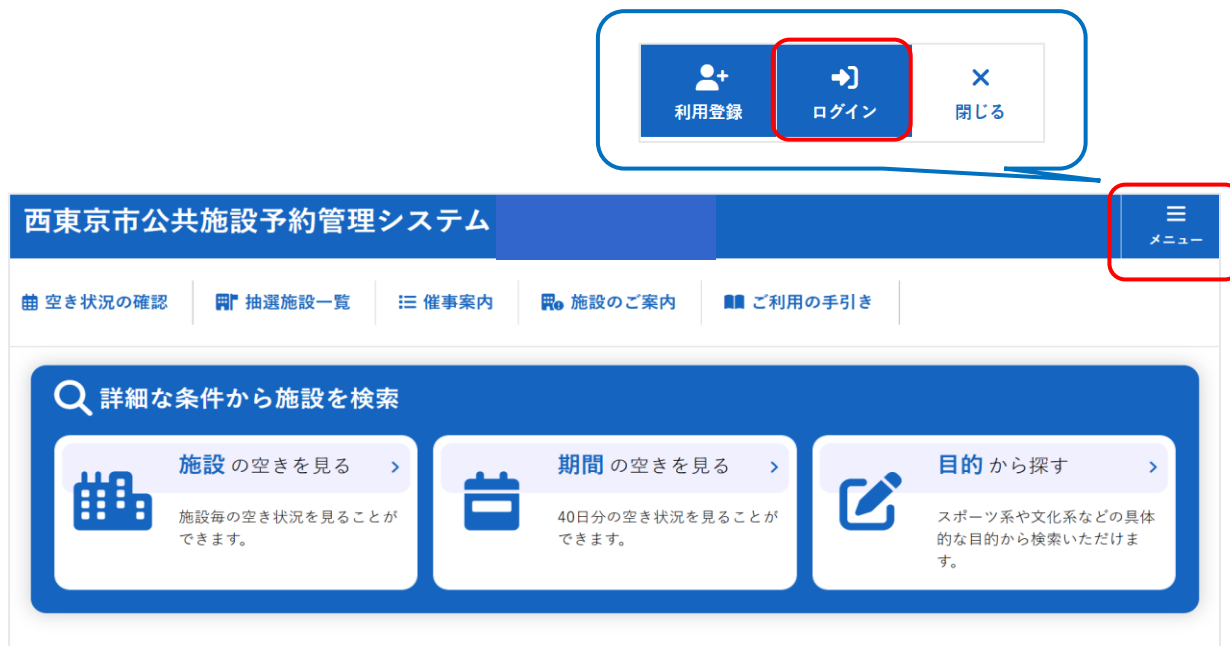 利用登録
ログイン
閉じる
西東京市公共施設予約管理システム
メニュー
空き状況の確認
抽選施設一覧
催事案内
施設のご案内
ご利用の手引き
詳細な条件から施設を検索
施設 の空きを見る
施設毎の空き状況を見ることが
できます。
期間 の空きを見る
40日分の空き状況を見ることが
できます。
目的 から探す
スポーツ系や文化系などの具体
的な目的から検索いただけま
す。